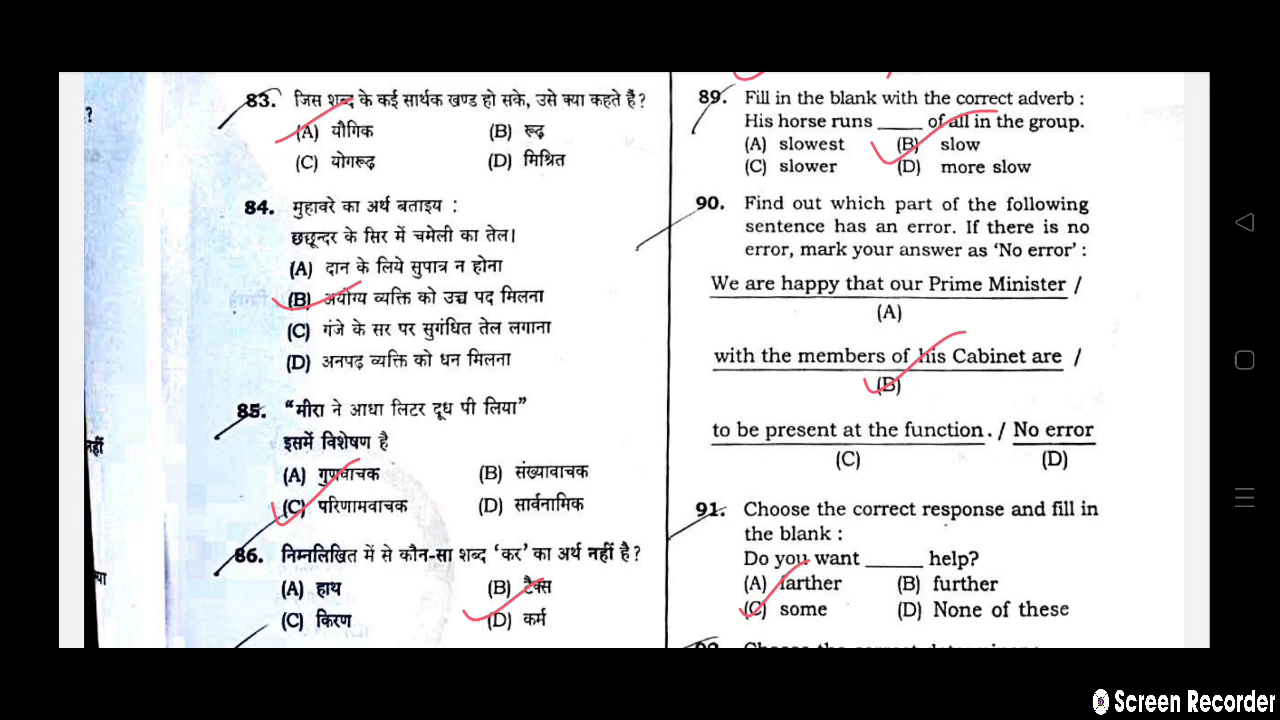 83. जिस शब्द के कई सार्थक खण्ड हो सके, उसे क्या कहते हैं?
(A) यौगिक (B) रूढ़
(C) योगरूढ़ (D) मिश्रित
84. मुहावरे का अर्थ बताइय :
छछून्दर के सिर में चमेली का तेल।
(A) दान के लिये सुपात्र न होना
(B) अयोग्य व्यक्ति को उच्च पद मिलना
(C) गंजे के सर पर सुगंधित तेल लगाना
(D) अनपढ़ व्यक्ति को धन मिलना
85. “मीरा ने आधा लिटर दूध पी लिया”
इसमें विशेषण है
(A) गुणवाचक (B) संख्यावाचक
(C) परिणामवाचक (D) सार्वनामिक
86. निम्नलिखित में से कौन-सा शब्द ‘कर’ का अर्थ नहीं है?
(A) हाथ (B) टैक्स
(C) किरण (D) कर्म
?
नहीं
या
89. Fill in the blank with the correct adverb :
His horse runs ____ of all in the group.
(A) slowest (B) slow
(C) slower (D) more slow
90. Find out which part of the following
sentence has an error. If there is no
error, mark your answer as ‘No error’ :
We are happy that our Prime Minister /
(A)
with the members of his Cabinet are /
(B)
to be present at the function. / No error
(C) (D)
91. Choose the correct response and fill in
the blank :
Do you want _____ help?
(A) farther (B) further
(C) some (D) None of these
Screen Recorder